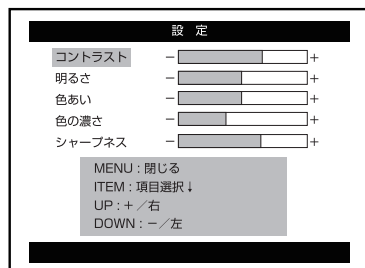 設 定
コントラスト － ＋
明るさ － ＋
色あい － ＋
色の濃さ － ＋
シャープネス － ＋
MENU : 閉じる
ITEM : 項目選択↓
UP : ＋／右
DOWN : －／左